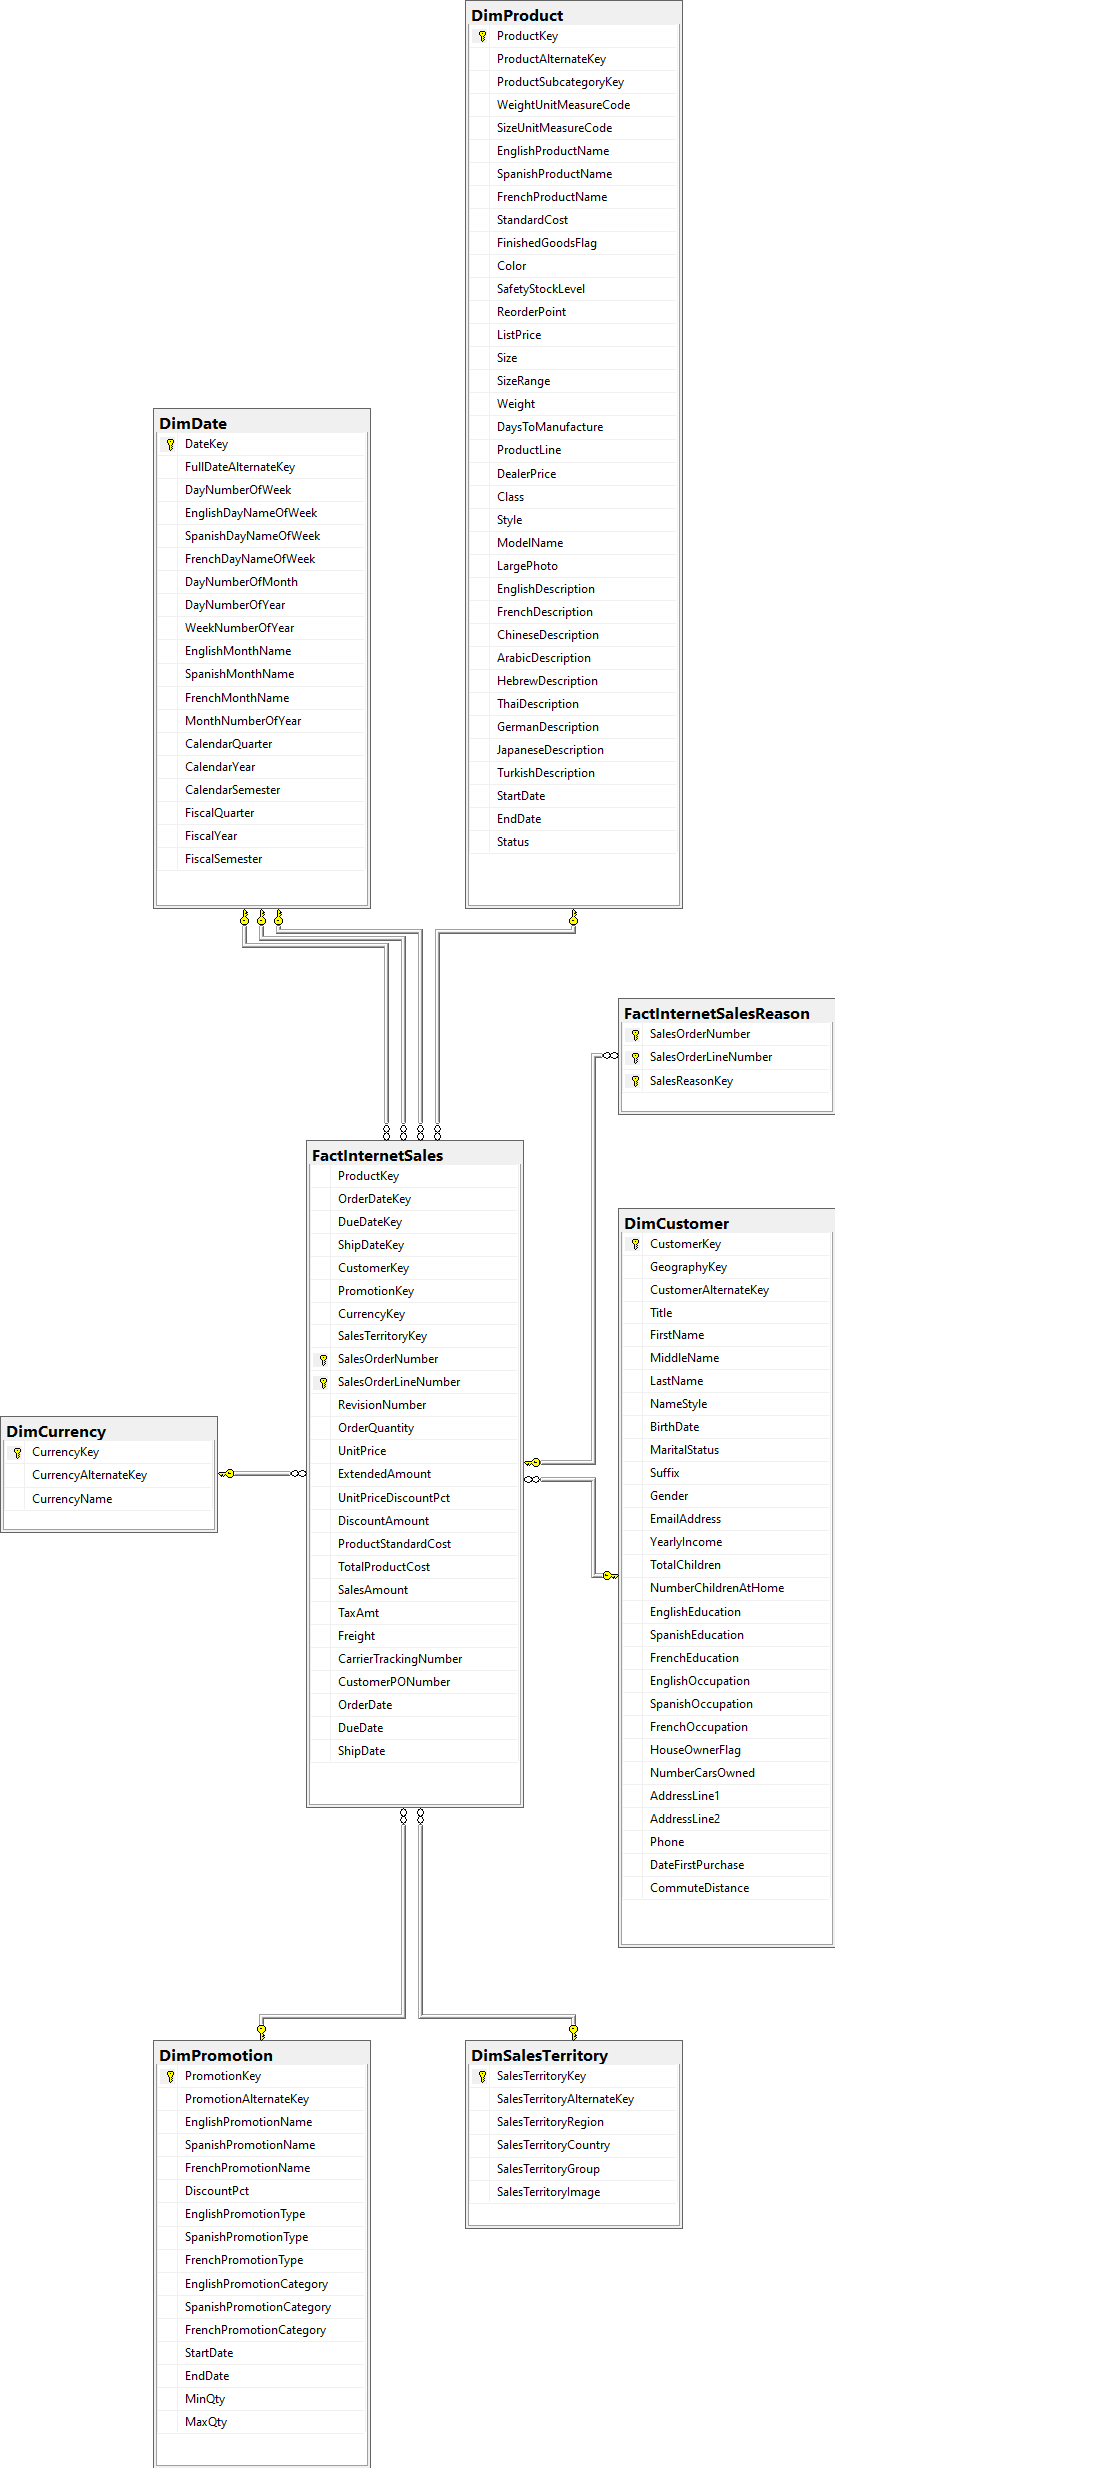 DimProduct
ProductKey
ProductAlternateKey
ProductSubcategoryKey
WeightUnitMeasureCode
SizeUnitMeasureCode
EnglishProductName
SpanishProductName
FrenchProductName
StandardCost
FinishedGoodsFlag
Color
SafetyStockLevel
ReorderPoint
ListPrice
Size
SizeRange
Weight
DaysToManufacture
ProductLine
DealerPrice
Class
Style
ModelName
LargePhoto
EnglishDescription
FrenchDescription
ChineseDescription
ArabicDescription
HebrewDescription
ThaiDescription
GermanDescription
JapaneseDescription
TurkishDescription
StartDate
EndDate
Status
DimDate
DateKey
FullDateAlternateKey
DayNumberOfWeek
EnglishDayNameOfWeek
SpanishDayNameOfWeek
FrenchDayNameOfWeek
DayNumberOfMonth
DayNumberOfYear
WeekNumberOfYear
EnglishMonthName
SpanishMonthName
FrenchMonthName
MonthNumberOfYear
CalendarQuarter
CalendarYear
CalendarSemester
FiscalQuarter
FiscalYear
FiscalSemester
FactInternetSalesReason
SalesOrderNumber
SalesOrderLineNumber
SalesReasonKey
FactInternetSales
ProductKey
OrderDateKey
DueDateKey
ShipDateKey
CustomerKey
PromotionKey
CurrencyKey
SalesTerritoryKey
SalesOrderNumber
SalesOrderLineNumber
RevisionNumber
OrderQuantity
UnitPrice
ExtendedAmount
UnitPriceDiscountPct
DiscountAmount
ProductStandardCost
TotalProductCost
SalesAmount
TaxAmt
Freight
CarrierTrackingNumber
CustomerPONumber
OrderDate
DueDate
ShipDate
DimCustomer
CustomerKey
GeographyKey
CustomerAlternateKey
Title
FirstName
MiddleName
LastName
NameStyle
BirthDate
MaritalStatus
Suffix
Gender
EmailAddress
YearlyIncome
TotalChildren
NumberChildrenAtHome
EnglishEducation
SpanishEducation
FrenchEducation
EnglishOccupation
SpanishOccupation
FrenchOccupation
HouseOwnerFlag
NumberCarsOwned
AddressLine1
AddressLine2
Phone
DateFirstPurchase
CommuteDistance
DimCurrency
CurrencyKey
CurrencyAlternateKey
CurrencyName
DimPromotion
PromotionKey
PromotionAlternateKey
EnglishPromotionName
SpanishPromotionName
FrenchPromotionName
DiscountPct
EnglishPromotionType
SpanishPromotionType
FrenchPromotionType
EnglishPromotionCategory
SpanishPromotionCategory
FrenchPromotionCategory
StartDate
EndDate
MinQty
MaxQty
DimSalesTerritory
SalesTerritoryKey
SalesTerritoryAlternateKey
SalesTerritoryRegion
SalesTerritoryCountry
SalesTerritoryGroup
SalesTerritoryImage